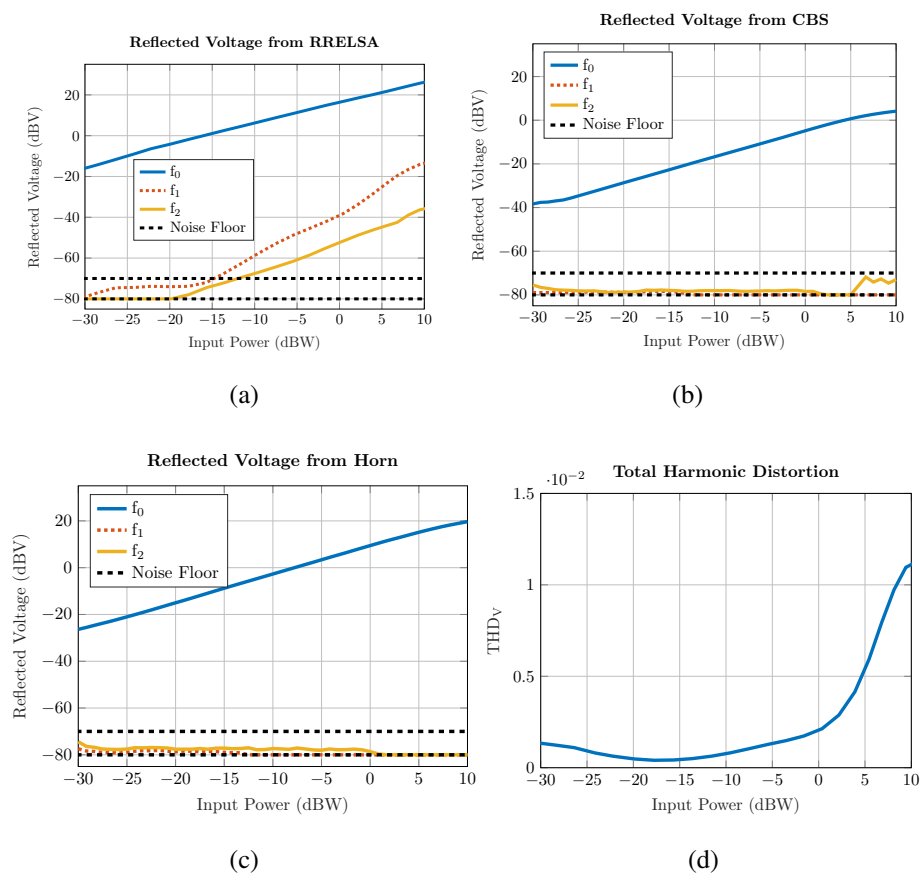 Reflected Voltage from RRELSA
20
0
−20
−40
−60
−80
Reflected Voltage (dBV)
f₀
f₁
f₂
Noise Floor
−30 −25 −20 −15 −10 −5 0 5 10
Input Power (dBW)
(a)
Reflected Voltage from CBS
20
0
−20
−40
−60
−80
Reflected Voltage (dBV)
f₀
f₁
f₂
Noise Floor
−30 −25 −20 −15 −10 −5 0 5 10
Input Power (dBW)
(b)
Reflected Voltage from Horn
20
0
−20
−40
−60
−80
Reflected Voltage (dBV)
f₀
f₁
f₂
Noise Floor
−30 −25 −20 −15 −10 −5 0 5 10
Input Power (dBW)
(c)
Total Harmonic Distortion
·10⁻²
1.5
1
0.5
0
THD_V
−30 −25 −20 −15 −10 −5 0 5 10
Input Power (dBW)
(d)